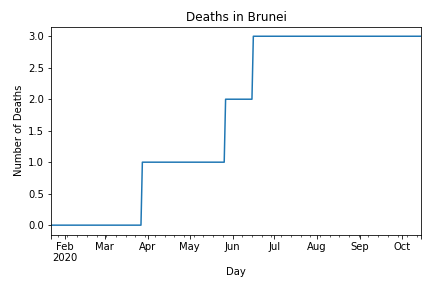 Deaths in Brunei
Number of Deaths
3.0
2.5
2.0
1.5
1.0
0.5
0.0
Feb Mar Apr May Jun Jul Aug Sep Oct
2020
Day